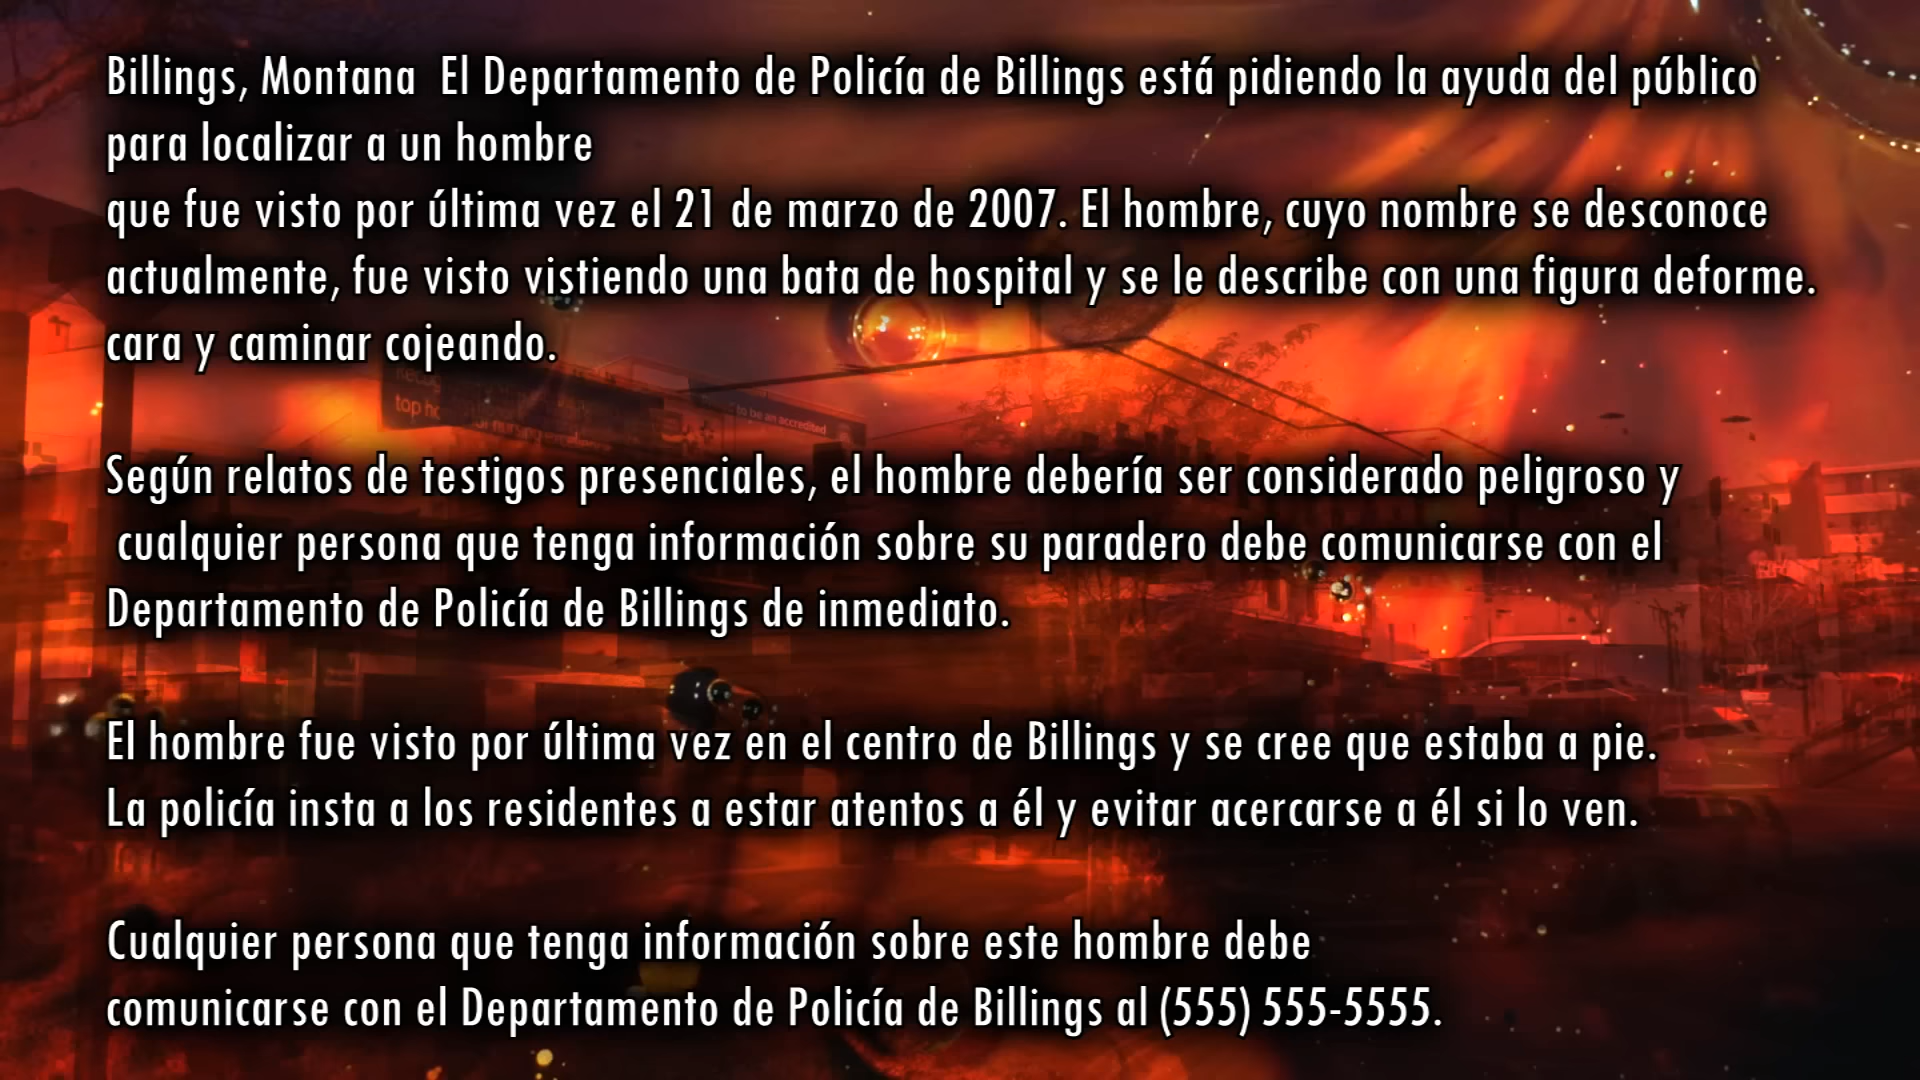 Billings, Montana El Departamento de Policía de Billings está pidiendo la ayuda del público
para localizar a un hombre
que fue visto por última vez el 21 de marzo de 2007. El hombre, cuyo nombre se desconoce
actualmente, fue visto vistiendo una bata de hospital y se le describe con una figura deforme.
cara y caminar cojeando.
top
to be an accredited
Según relatos de testigos presenciales, el hombre debería ser considerado peligroso y
cualquier persona que tenga información sobre su paradero debe comunicarse con el
Departamento de Policía de Billings de inmediato.
El hombre fue visto por última vez en el centro de Billings y se cree que estaba a pie.
La policía insta a los residentes a estar atentos a él y evitar acercarse a él si lo ven.
Cualquier persona que tenga información sobre este hombre debe
comunicarse con el Departamento de Policía de Billings al (555) 555-5555.